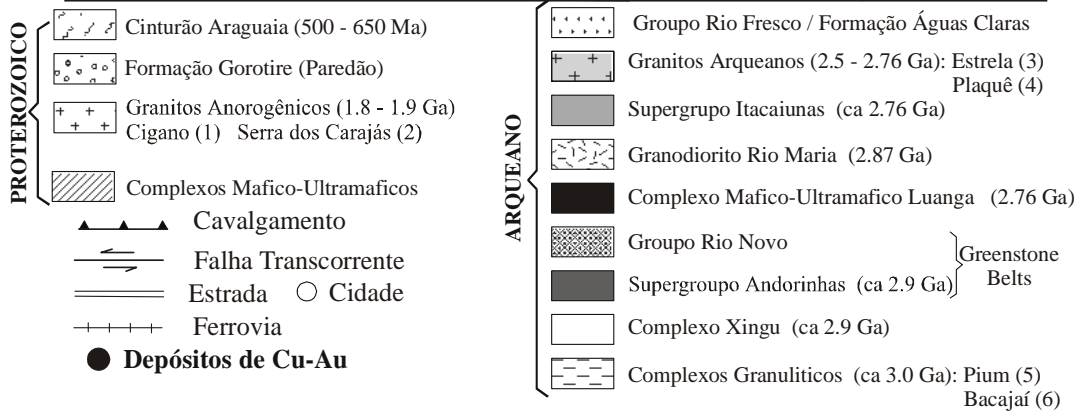 PROTEROZOICO
Cinturão Araguaia (500 - 650 Ma)
Formação Gorotire (Paredão)
Granitos Anorogênicos (1.8 - 1.9 Ga)
Cigano (1) Serra dos Carajás (2)
Complexos Mafico-Ultramaficos
Cavalgamento
Falha Transcorrente
Estrada Cidade
Ferrovia
Depósitos de Cu-Au
ARQUEANO
Groupo Rio Fresco / Formação Águas Claras
Granitos Arqueanos (2.5 - 2.76 Ga): Estrela (3)
Plaquê (4)
Supergrupo Itacaiunas (ca 2.76 Ga)
Granodiorito Rio Maria (2.87 Ga)
Complexo Mafico-Ultramafico Luanga (2.76 Ga)
Groupo Rio Novo
Supergroupo Andorinhas (ca 2.9 Ga)
Greenstone
Belts
Complexo Xingu (ca 2.9 Ga)
Complexos Granuliticos (ca 3.0 Ga): Pium (5)
Bacajaí (6)